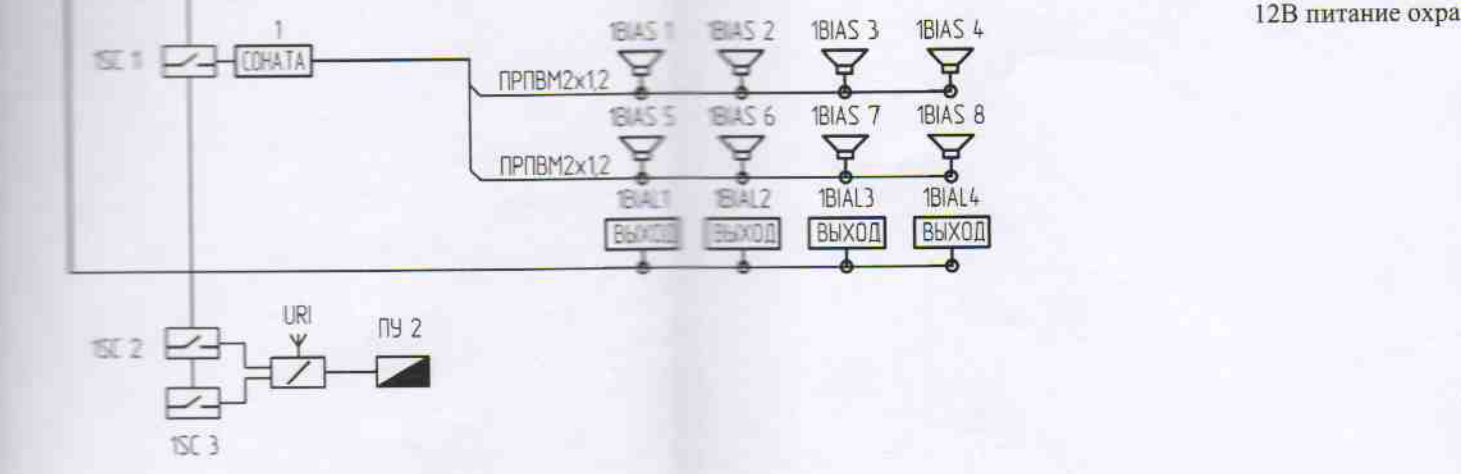 12В питание охра
1
1BIAS 1 1BIAS 2 1BIAS 3 1BIAS 4
1SC 1 СОНАТА
ПРПВМ2х1,2
1BIAS 5 1BIAS 6 1BIAS 7 1BIAS 8
ПРПВМ2х1,2
1BIAL1 1BIAL2 1BIAL3 1BIAL4
ВЫХОД ВЫХОД ВЫХОД ВЫХОД
URI ПУ 2
1SC 2
1SC 3